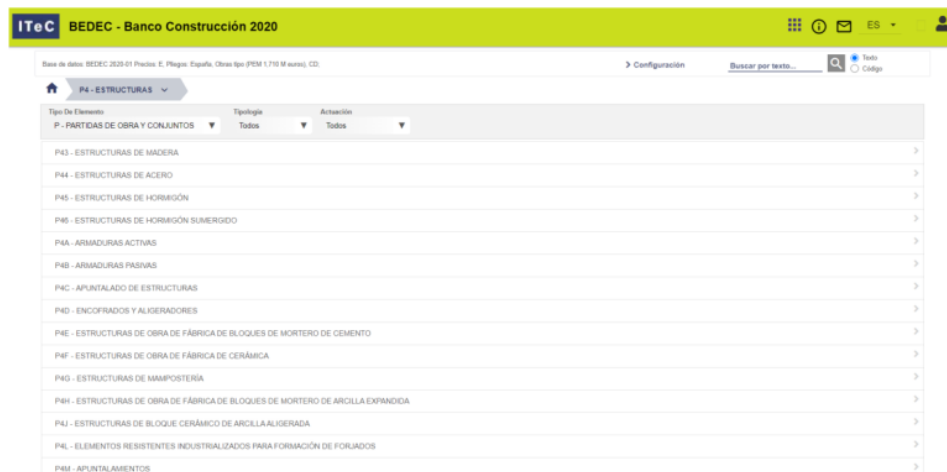 ITeC BEDEC - Banco Construcción 2020 ES
Base de datos: BEDEC 2020-01 Precios: E, Pliegos: España, Obras tipo (PEM 1,710 M euros). CD:
Configuración
Buscar por texto...
Texto
Código
P4 - ESTRUCTURAS
Tipo De Elemento Tipología Actuación
P - PARTIDAS DE OBRA Y CONJUNTOS Todos Todos
P43 - ESTRUCTURAS DE MADERA
P44 - ESTRUCTURAS DE ACERO
P45 - ESTRUCTURAS DE HORMIGÓN
P46 - ESTRUCTURAS DE HORMIGÓN SUMERGIDO
P4A - ARMADURAS ACTIVAS
P4B - ARMADURAS PASIVAS
P4C - APUNTALADO DE ESTRUCTURAS
P4D - ENCOFRADOS Y ALIGERADORES
P4E - ESTRUCTURAS DE OBRA DE FÁBRICA DE BLOQUES DE MORTERO DE CEMENTO
P4F - ESTRUCTURAS DE OBRA DE FÁBRICA DE CERÁMICA
P4G - ESTRUCTURAS DE MAMPOSTERÍA
P4H - ESTRUCTURAS DE OBRA DE FÁBRICA DE BLOQUES DE MORTERO DE ARCILLA EXPANDIDA
P4J - ESTRUCTURAS DE BLOQUE CERÁMICO DE ARCILLA ALIGERADA
P4L - ELEMENTOS RESISTENTES INDUSTRIALIZADOS PARA FORMACIÓN DE FORJADOS
P4M - APUNTALAMIENTOS